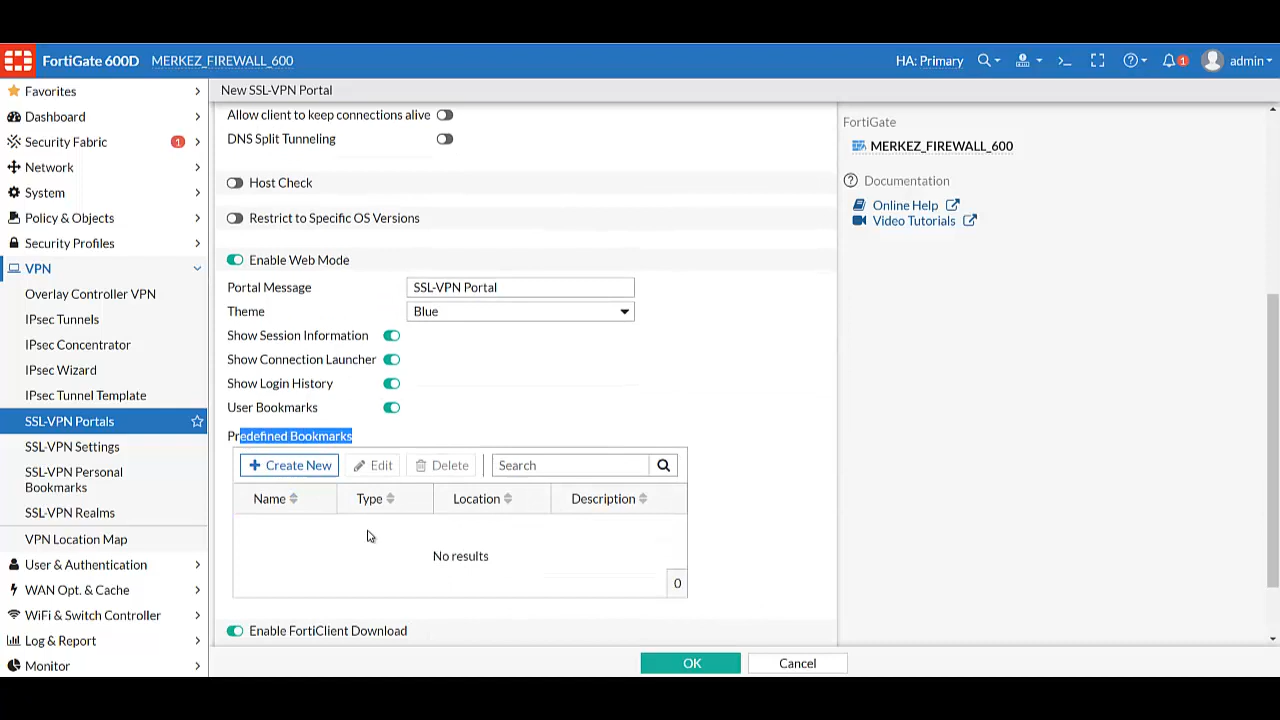 FortiGate 600D MERKEZ_FIREWALL_600 HA: Primary 1 admin
Favorites
Dashboard
Security Fabric 1
Network
System
Policy & Objects
Security Profiles
VPN
Overlay Controller VPN
IPsec Tunnels
IPsec Concentrator
IPsec Wizard
IPsec Tunnel Template
SSL-VPN Portals
SSL-VPN Settings
SSL-VPN Personal
Bookmarks
SSL-VPN Realms
VPN Location Map
User & Authentication
WAN Opt. & Cache
WiFi & Switch Controller
Log & Report
Monitor
New SSL-VPN Portal
Allow client to keep connections alive
DNS Split Tunneling
Host Check
Restrict to Specific OS Versions
Enable Web Mode
Portal Message SSL-VPN Portal
Theme Blue
Show Session Information
Show Connection Launcher
Show Login History
User Bookmarks
Predefined Bookmarks
+ Create New Edit Delete Search
Name Type Location Description
No results
0
Enable FortiClient Download
OK Cancel
FortiGate
MERKEZ_FIREWALL_600
Documentation
Online Help
Video Tutorials